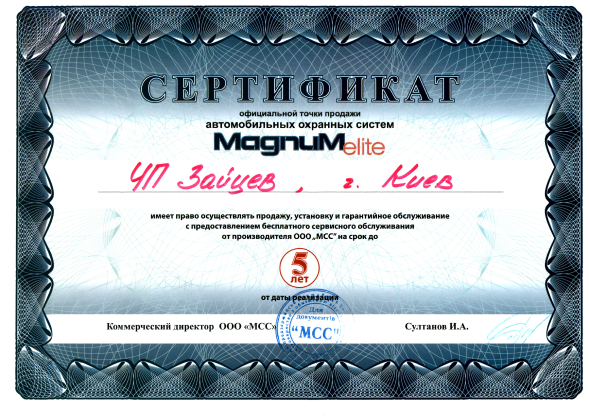 СЕРТИФИКАТ
официальной точки продажи
автомобильных охранных систем
MagnuM elite
ЧП Зайцев, г. Киев
имеет право осуществлять продажу, установку и гарантийное обслуживание
с предоставлением бесплатного сервисного обслуживания
от производителя ООО „МСС" на срок до
5
лет
от даты реализации
Для
документів
Коммерческий директор ООО «МСС» "МСС" Султанов И.А.